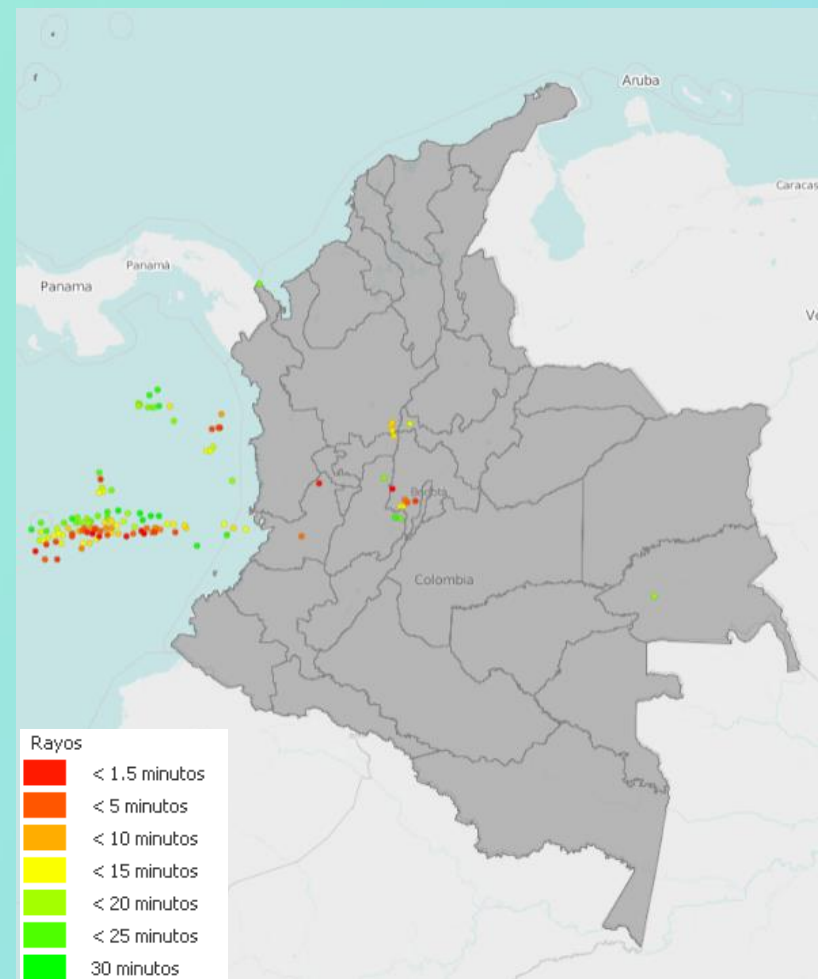 Aruba
Caracas
Panamá
Panama
Ve
Bogotá
Colombia
Rayos
< 1.5 minutos
< 5 minutos
< 10 minutos
< 15 minutos
< 20 minutos
< 25 minutos
30 minutos